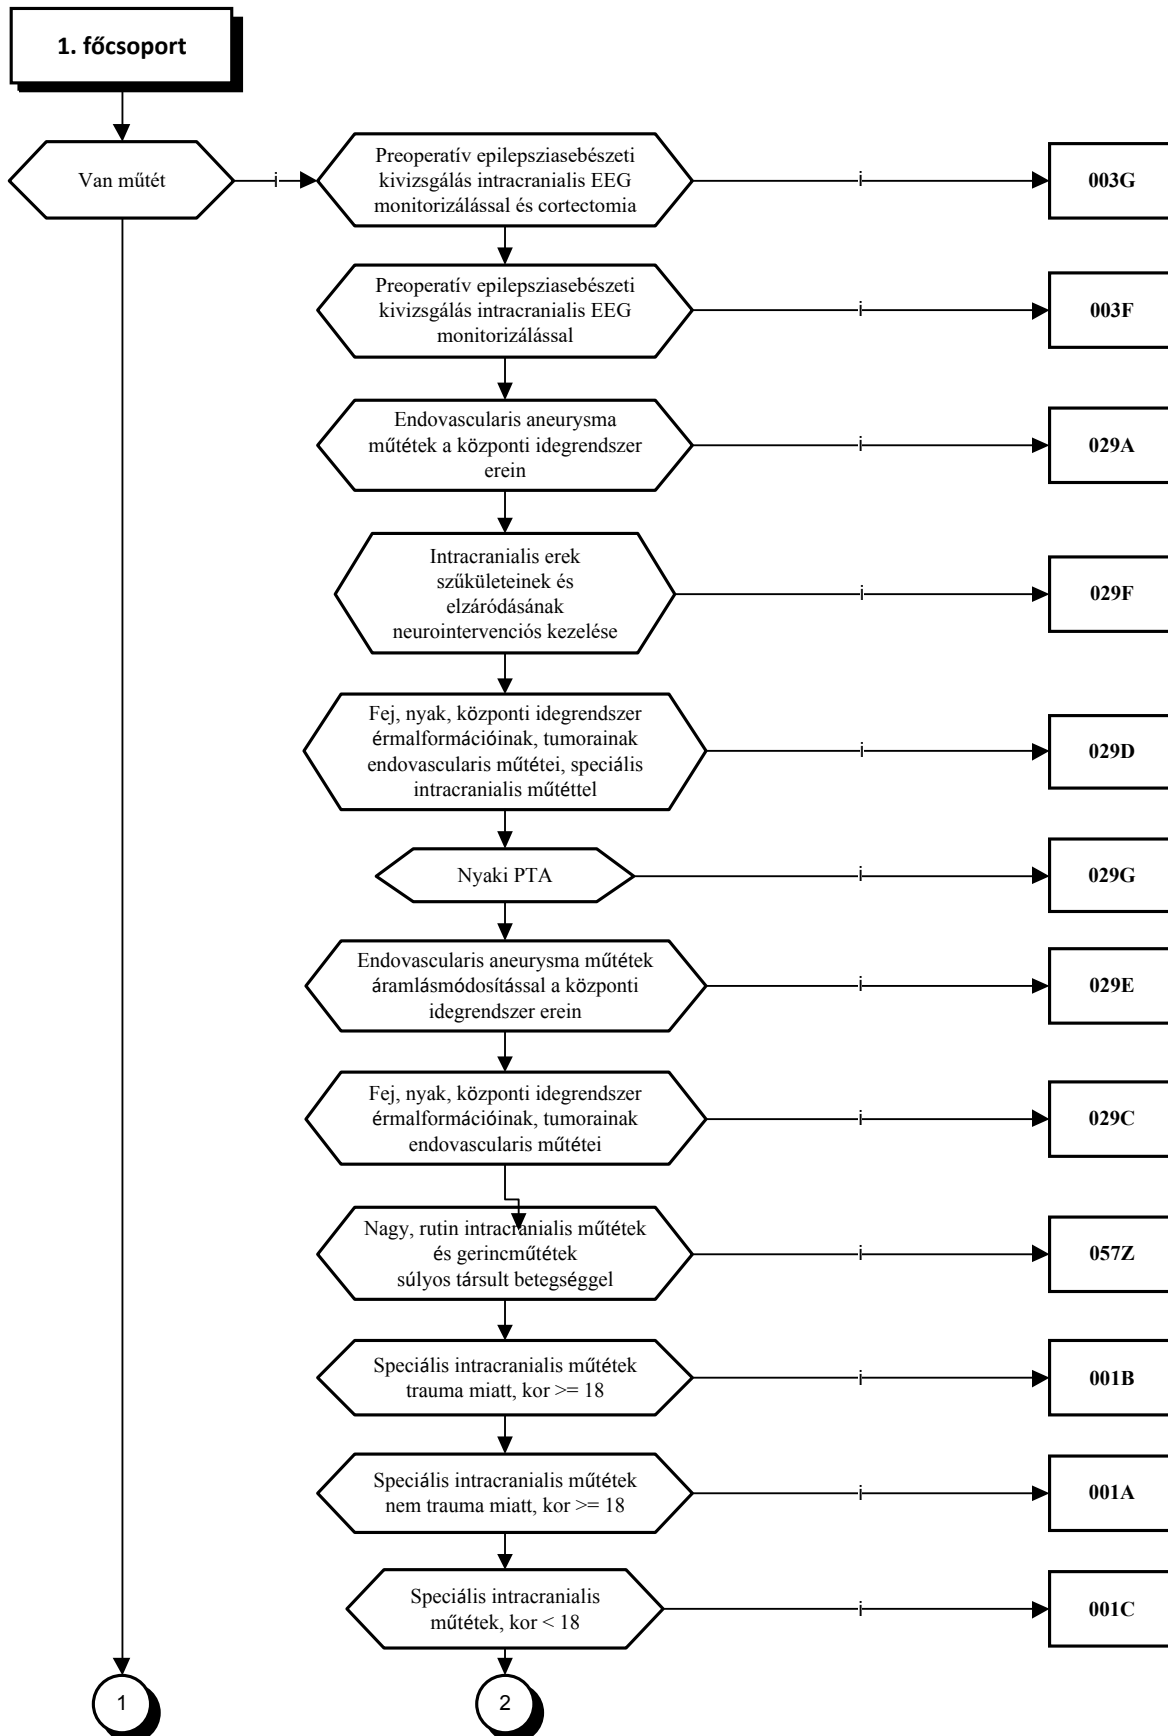 1. főcsoport
Van műtét
i
Preoperatív epilepsziasebészeti
kivizsgálás intracranialis EEG
monitorizálással és cortectomia
i
003G
Preoperatív epilepsziasebészeti
kivizsgálás intracranialis EEG
monitorizálással
i
003F
Endovascularis aneurysma
műtétek a központi idegrendszer
erein
i
029A
Intracranialis erek
szűkületeinek és
elzáródásának
neurointervenciós kezelése
i
029F
Fej, nyak, központi idegrendszer
érmalformációinak, tumorainak
endovascularis műtétei, speciális
intracranialis műtéttel
i
029D
Nyaki PTA
i
029G
Endovascularis aneurysma műtétek
áramlásmódosítással a központi
idegrendszer erein
i
029E
Fej, nyak, központi idegrendszer
érmalformációinak, tumorainak
endovascularis műtétei
i
029C
Nagy, rutin intracranialis műtétek
és gerincműtétek
súlyos társult betegséggel
i
057Z
Speciális intracranialis műtétek
trauma miatt, kor >= 18
i
001B
Speciális intracranialis műtétek
nem trauma miatt, kor >= 18
i
001A
Speciális intracranialis
műtétek, kor < 18
i
001C
1
2